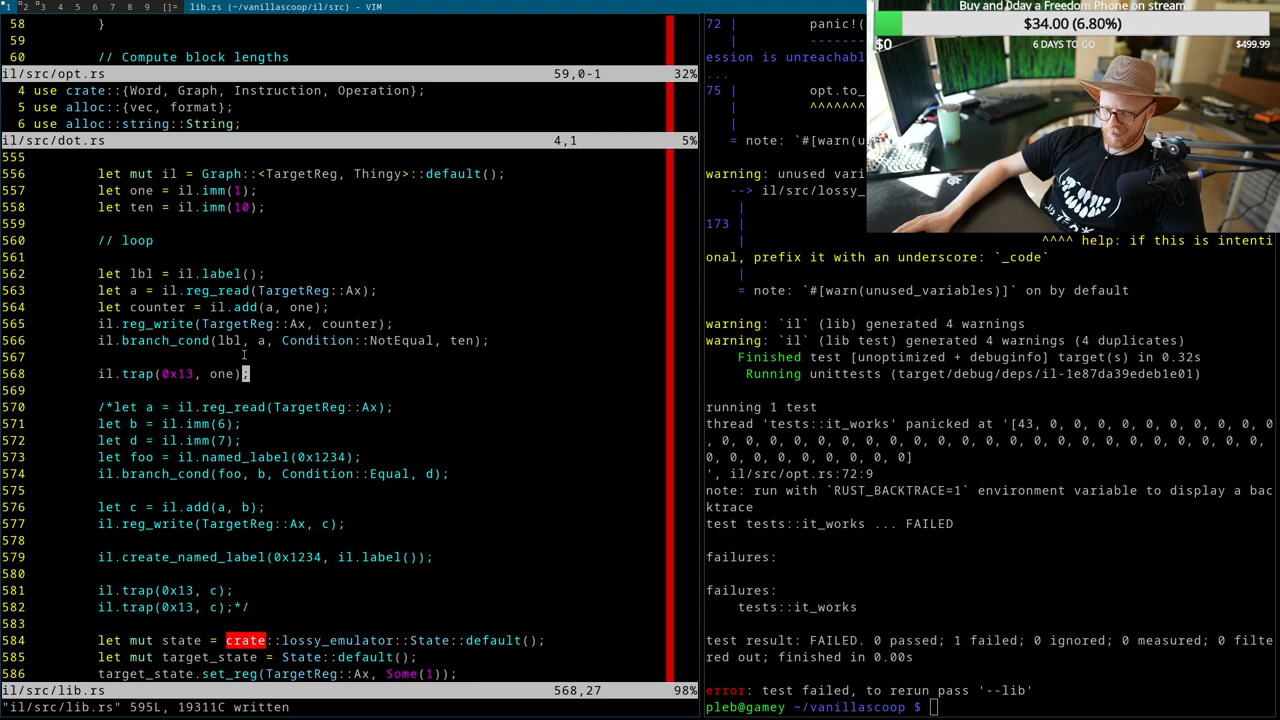 1 2 3 4 5 6 7 8 9 []= lib.rs (~/vanillascoop/il/src) - VIM
58 }
59
60 // Compute block lengths
il/src/opt.rs 59,0-1 32%
4 use crate::{Word, Graph, Instruction, Operation};
5 use alloc::{vec, format};
6 use alloc::string::String;
il/src/dot.rs 4,1 5%
555
556 let mut il = Graph::<TargetReg, Thingy>::default();
557 let one = il.imm(1);
558 let ten = il.imm(10);
559
560 // loop
561
562 let lbl = il.label();
563 let a = il.reg_read(TargetReg::Ax);
564 let counter = il.add(a, one);
565 il.reg_write(TargetReg::Ax, counter);
566 il.branch_cond(lbl, a, Condition::NotEqual, ten);
567
568 il.trap(0x13, one);
569
570 /*let a = il.reg_read(TargetReg::Ax);
571 let b = il.imm(6);
572 let d = il.imm(7);
573 let foo = il.named_label(0x1234);
574 il.branch_cond(foo, b, Condition::Equal, d);
575
576 let c = il.add(a, b);
577 il.reg_write(TargetReg::Ax, c);
578
579 il.create_named_label(0x1234, il.label());
580
581 il.trap(0x13, c);
582 il.trap(0x13, c);*/
583
584 let mut state = crate::lossy_emulator::State::default();
585 let mut target_state = State::default();
586 target_state.set_reg(TargetReg::Ax, Some(1));
il/src/lib.rs 568,27 98%
"il/src/lib.rs" 595L, 19311C written
72 | panic!(
| -------
ession is unreachabl
...
75 | opt.to_
| ^^^^^^^
|
= note: `#[warn(u
warning: unused vari
--> il/src/lossy_
|
173 |
| ^^^^ help: if this is intenti
onal, prefix it with an underscore: `_code`
|
= note: `#[warn(unused_variables)]` on by default
warning: `il` (lib) generated 4 warnings
warning: `il` (lib test) generated 4 warnings (4 duplicates)
Finished test [unoptimized + debuginfo] target(s) in 0.32s
Running unittests (target/debug/deps/il-1e87da39edeb1e01)
running 1 test
thread 'tests::it_works' panicked at '[43, 0, 0, 0, 0, 0, 0, 0, 0, 0, 0
, 0, 0, 0, 0, 0, 0, 0, 0, 0, 0, 0, 0, 0, 0, 0, 0, 0, 0, 0, 0, 0, 0, 0,
0, 0, 0, 0, 0, 0, 0, 0, 0]
', il/src/opt.rs:72:9
note: run with `RUST_BACKTRACE=1` environment variable to display a bac
ktrace
test tests::it_works ... FAILED
failures:
failures:
tests::it_works
test result: FAILED. 0 passed; 1 failed; 0 ignored; 0 measured; 0 filte
red out; finished in 0.00s
error: test failed, to rerun pass '--lib'
pleb@gamey ~/vanillascoop $
Buy and 0day a Freedom Phone on stream
$34.00 (6.80%)
$0 6 DAYS TO GO $499.99